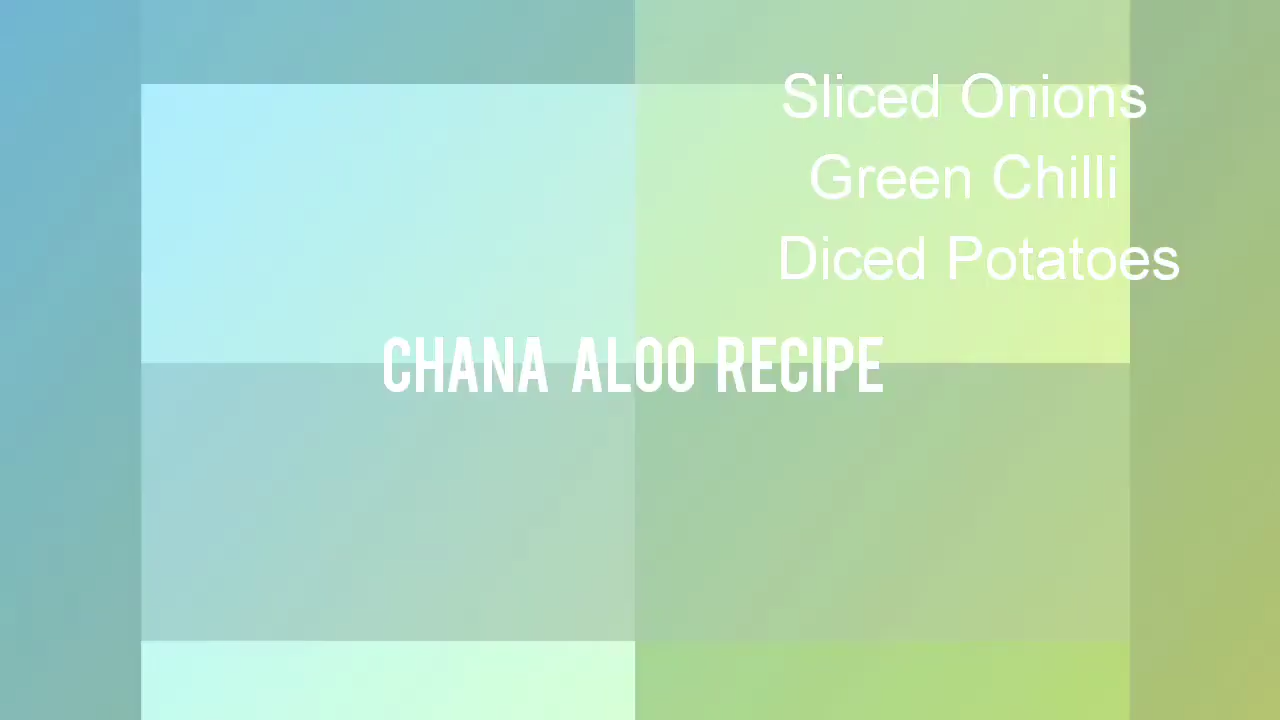 Sliced Onions
Green Chilli
Diced Potatoes
CHANA ALOO RECIPE